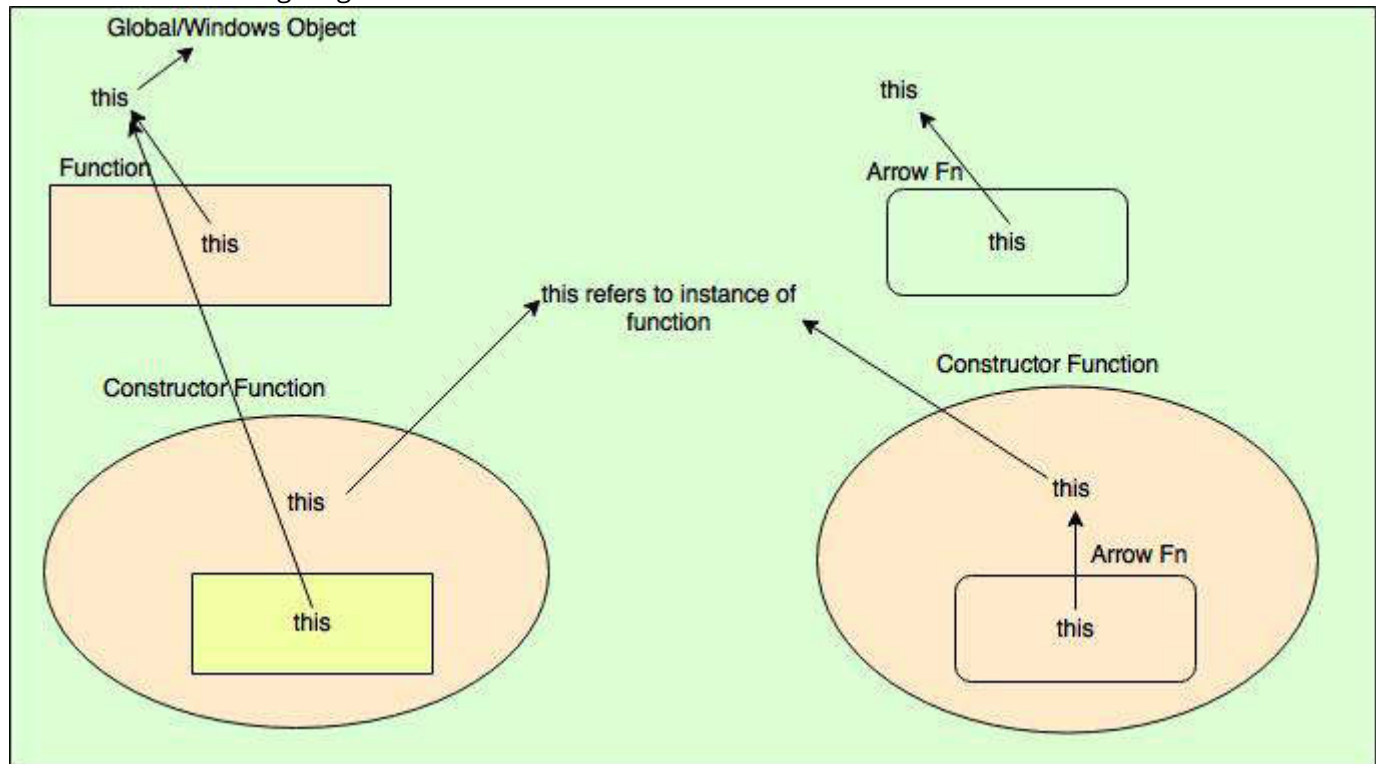 Global/Windows Object
this
this
Function
Arrow Fn
this
this
this refers to instance of
function
Constructor Function
Constructor Function
this
this
Arrow Fn
this
this